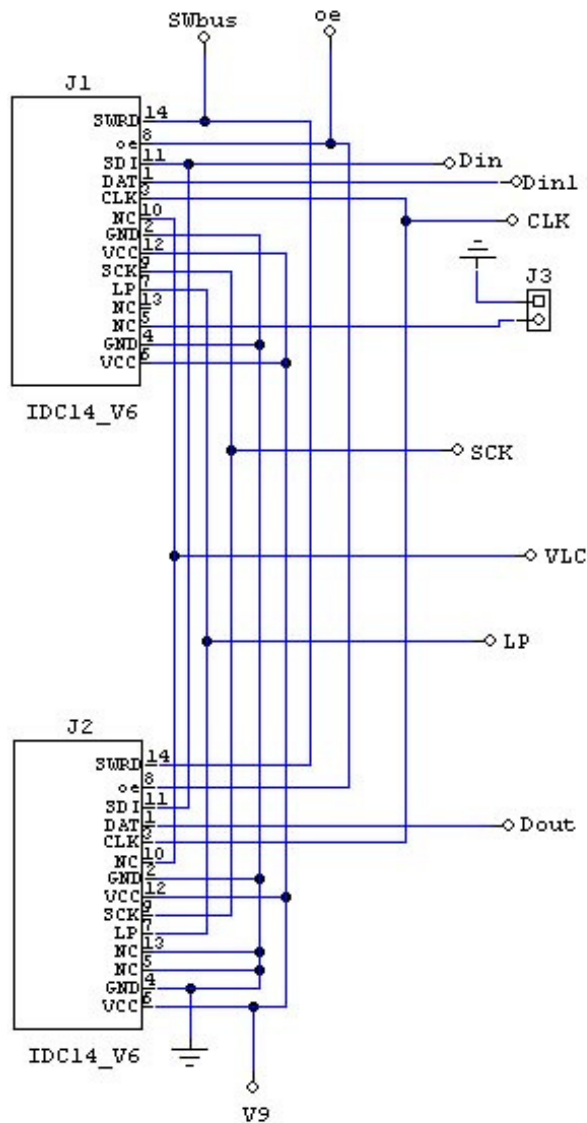 SWbus
oe
J1
SWRD 14
oe 8
SDI 11
DAT 1
CLK 3
NC 10
GND 2
VCC 12
SCK 9
LP 7
NC 13
NC 5
GND 4
VCC 6
IDC14_V6
Din
Din1
CLK
J3
SCK
VLC
LP
J2
SWRD 14
oe 8
SDI 11
DAT 1
CLK 3
NC 10
GND 2
VCC 12
SCK 9
LP 7
NC 13
NC 5
GND 4
VCC 6
IDC14_V6
Dout
V9